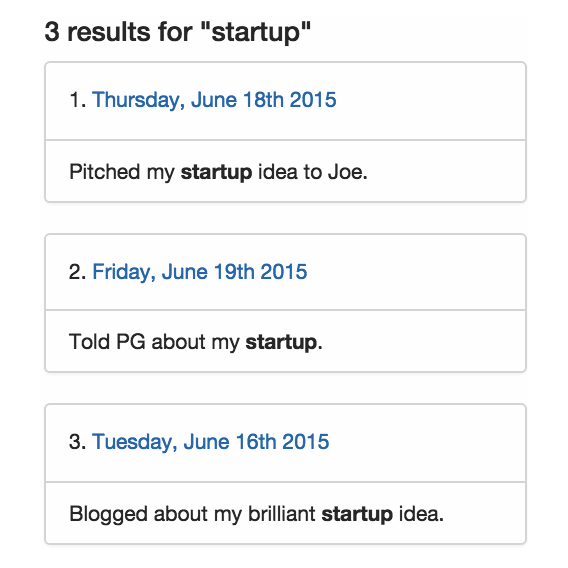 3 results for "startup"
1. Thursday, June 18th 2015
Pitched my startup idea to Joe.
2. Friday, June 19th 2015
Told PG about my startup.
3. Tuesday, June 16th 2015
Blogged about my brilliant startup idea.